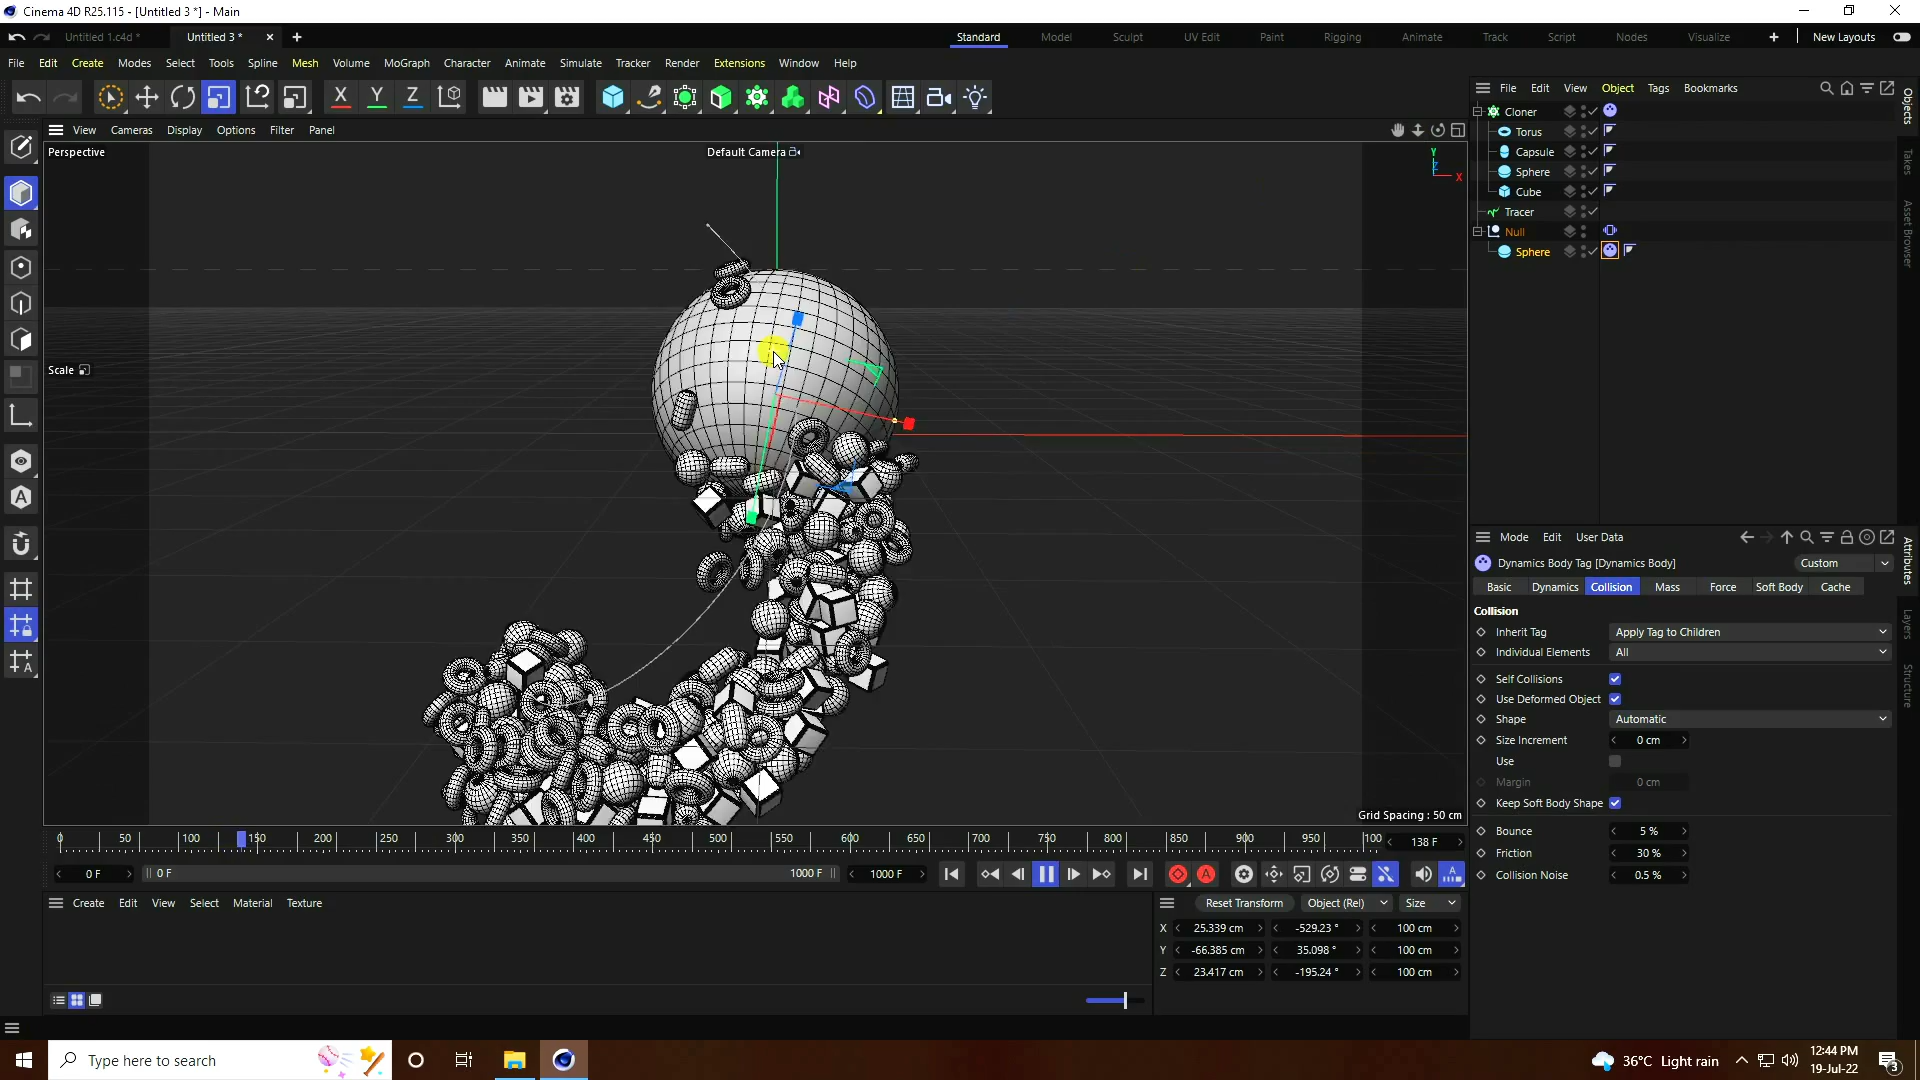 Cinema 4D R25.115 - [Untitled 3 *] - Main
Untitled 1.c4d *
Untitled 3 *
Standard Model Sculpt UV Edit Paint Rigging Animate Track Script Nodes Visualize New Layouts
File Edit Create Modes Select Tools Spline Mesh Volume MoGraph Character Animate Simulate Tracker Render Extensions Window Help
X Y Z
File Edit View Object Tags Bookmarks
Cloner
Torus
Capsule
Sphere
Cube
Tracer
Null
Sphere
Objects
Takes
Asset Browser
View Cameras Display Options Filter Panel
Perspective
Default Camera
Y
Z
X
Scale
Grid Spacing : 50 cm
Mode Edit User Data
Dynamics Body Tag [Dynamics Body]
Custom
Basic Dynamics Collision Mass Force Soft Body Cache
Collision
Inherit Tag Apply Tag to Children
Individual Elements All
Self Collisions
Use Deformed Object
Shape Automatic
Size Increment 0 cm
Use
Margin 0 cm
Keep Soft Body Shape
Bounce 5 %
Friction 30 %
Collision Noise 0.5 %
Attributes
Layers
Structure
0 50 100 150 200 250 300 350 400 450 500 550 600 650 700 750 800 850 900 950 100
138 F
0 F
0 F
1000 F
1000 F
Create Edit View Select Material Texture
Reset Transform Object (Rel) Size
X 25.339 cm -529.23 ° 100 cm
Y -66.385 cm 35.098 ° 100 cm
Z 23.417 cm -195.24 ° 100 cm
Type here to search
36°C Light rain
12:44 PM
19-Jul-22
3